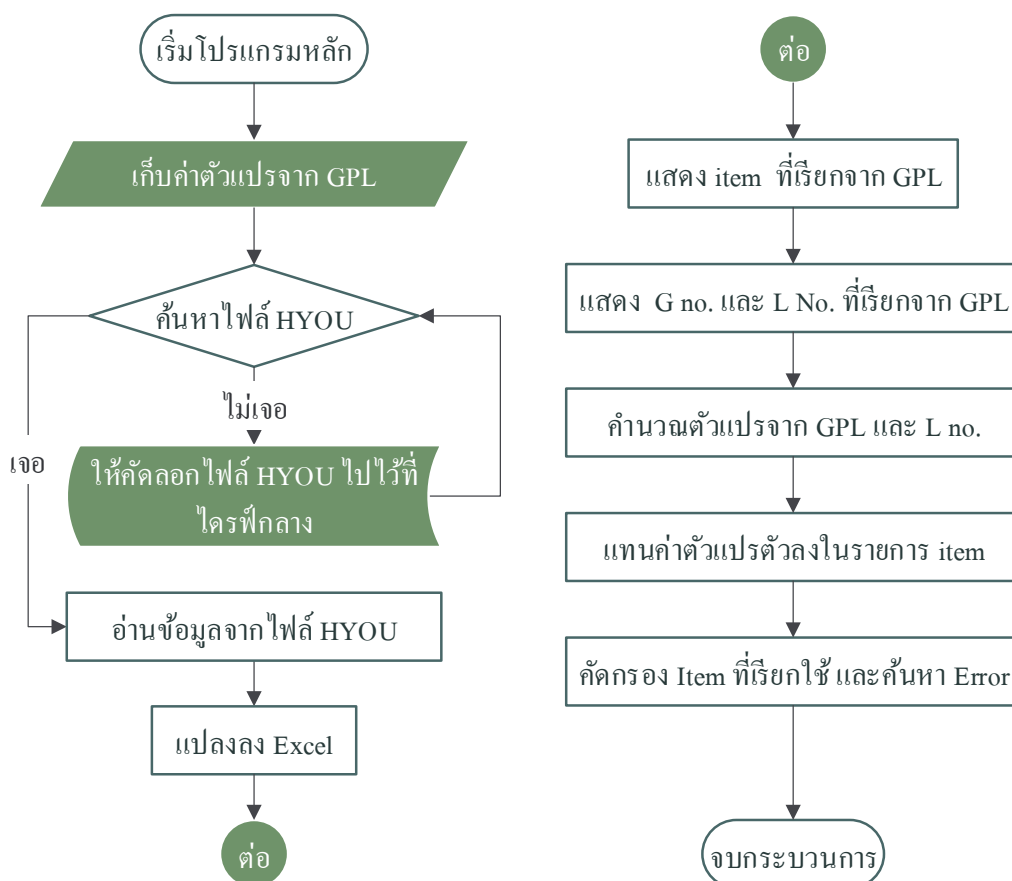 เริ่มโปรแกรมหลัก
เก็บค่าตัวแปรจาก GPL
ค้นหาไฟล์ HYOU
ไม่เจอ
เจอ
ให้คัดลอกไฟล์ HYOU ไปไว้ที่
ไดรฟ์กลาง
อ่านข้อมูลจากไฟล์ HYOU
แปลงลง Excel
ต่อ
ต่อ
แสดง item ที่เรียกจาก GPL
แสดง G no. และ L No. ที่เรียกจาก GPL
คำนวณตัวแปรจาก GPL และ L no.
แทนค่าตัวแปรตัวลงในรายการ item
คัดกรอง Item ที่เรียกใช้ และค้นหา Error
จบกระบวนการ